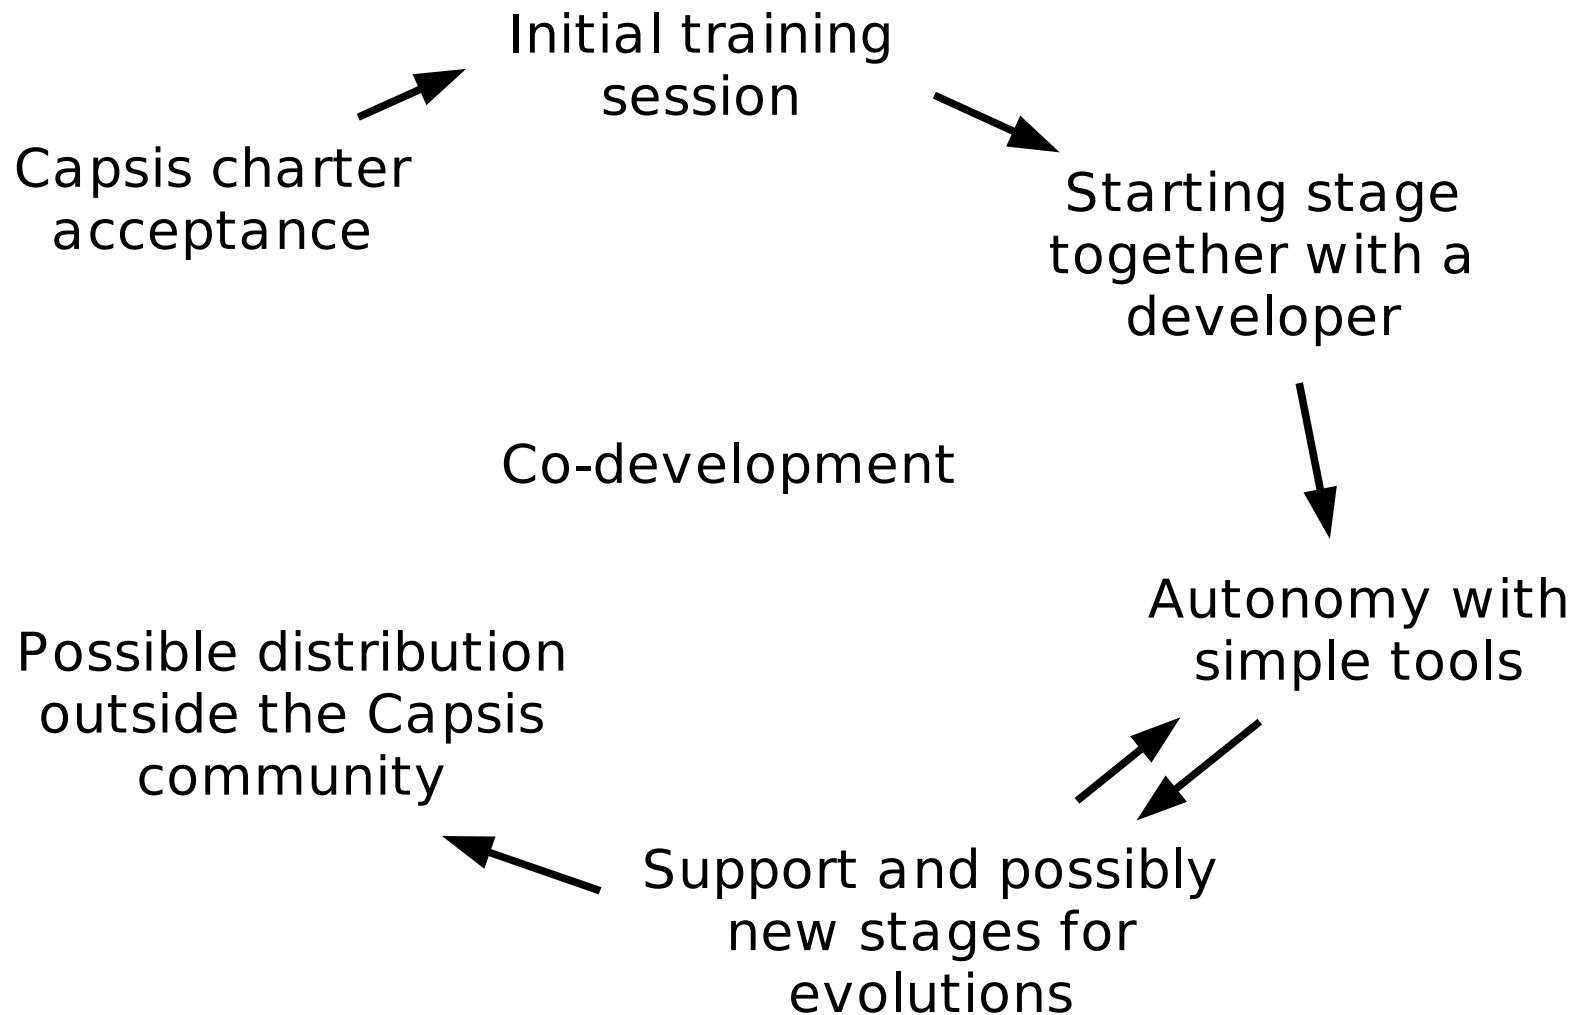 Initial training
session
Capsis charter
acceptance
Starting stage
together with a
developer
Co-development
Autonomy with
simple tools
Possible distribution
outside the Capsis
community
Support and possibly
new stages for
evolutions